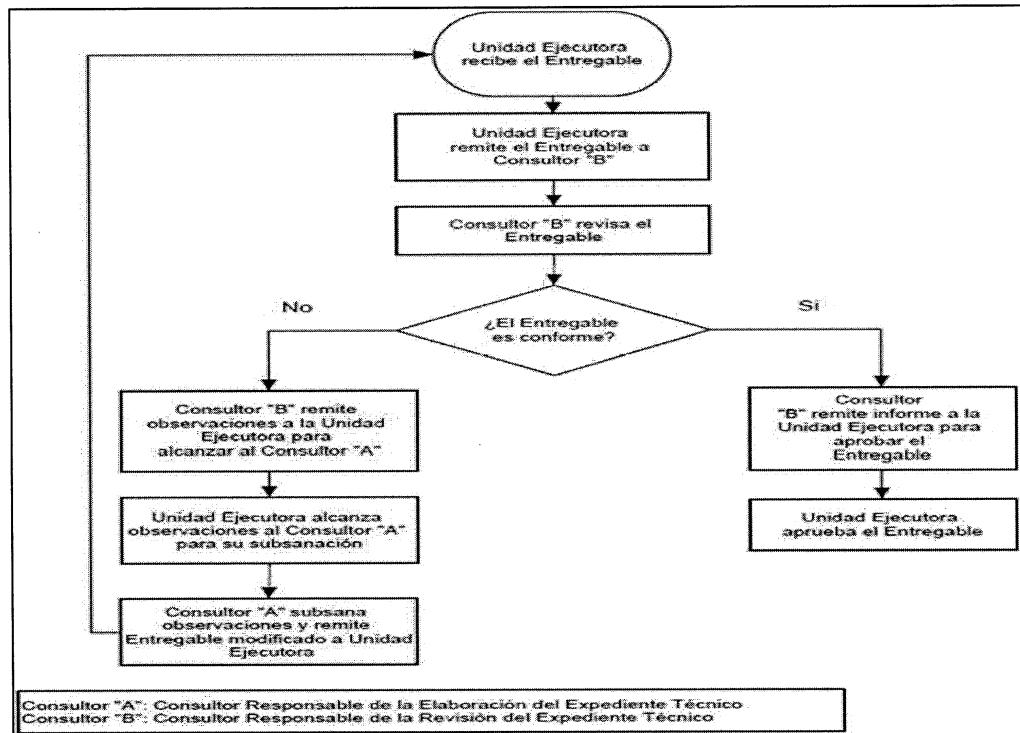 Unidad Ejecutora
recibe el Entregable
Unidad Ejecutora
remite el Entregable a
Consultor "B"
Consultor "B" revisa el
Entregable
¿El Entregable
es conforme?
No
Sí
Consultor "B" remite
observaciones a la Unidad
Ejecutora para
alcanzar al Consultor "A"
Unidad Ejecutora alcanza
observaciones al Consultor "A"
para su subsanación
Consultor "A" subsana
observaciones y remite
Entregable modificado a Unidad
Ejecutora
Consultor
"B" remite informe a la
Unidad Ejecutora para
aprobar el
Entregable
Unidad Ejecutora
aprueba el Entregable
Consultor "A": Consultor Responsable de la Elaboración del Expediente Técnico
Consultor "B": Consultor Responsable de la Revisión del Expediente Técnico